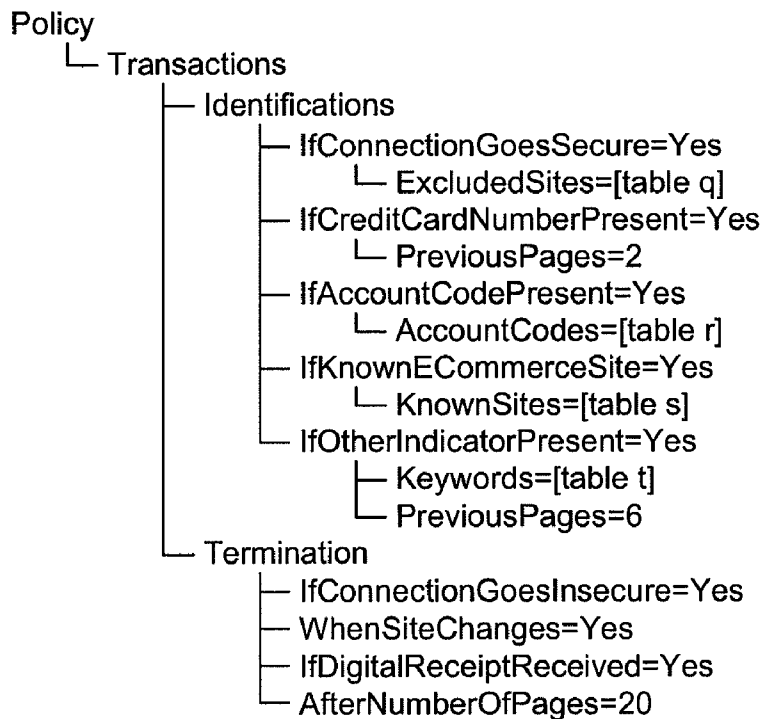 Policy
Transactions
Identifications
IfConnectionGoesSecure=Yes
ExcludedSites=[table q]
IfCreditCardNumberPresent=Yes
PreviousPages=2
IfAccountCodePresent=Yes
AccountCodes=[table r]
IfKnownECommerceSite=Yes
KnownSites=[table s]
IfOtherIndicatorPresent=Yes
Keywords=[table t]
PreviousPages=6
Termination
IfConnectionGoesInsecure=Yes
WhenSiteChanges=Yes
IfDigitalReceiptReceived=Yes
AfterNumberOfPages=20